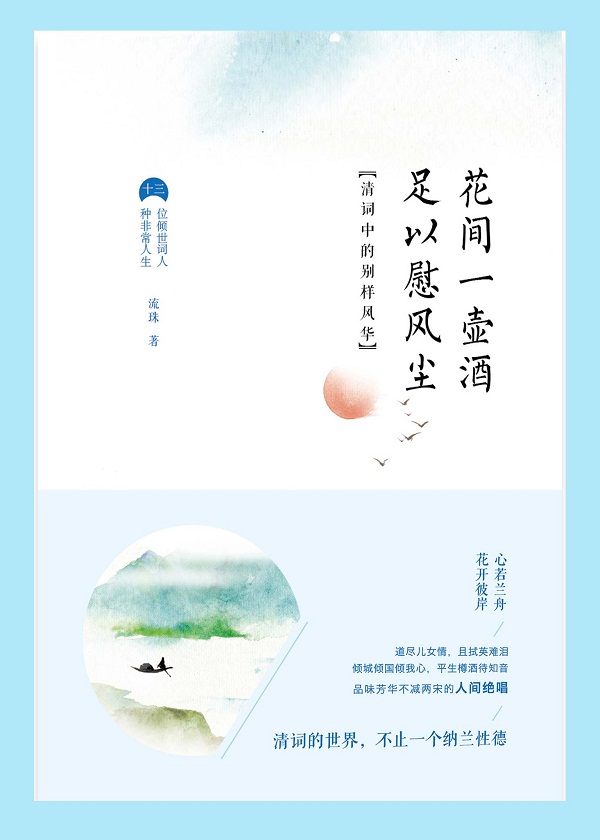 花间一壶酒
足以慰风尘
【清词中的别样风华】
十三
位倾世词人
种非常人生
流珠 著
心若兰舟
花开彼岸
道尽儿女情，且拭英难泪
倾城倾国倾我心，平生樽酒待知音
品味芳华不减两宋的人间绝唱
清词的世界，不止一个纳兰性德